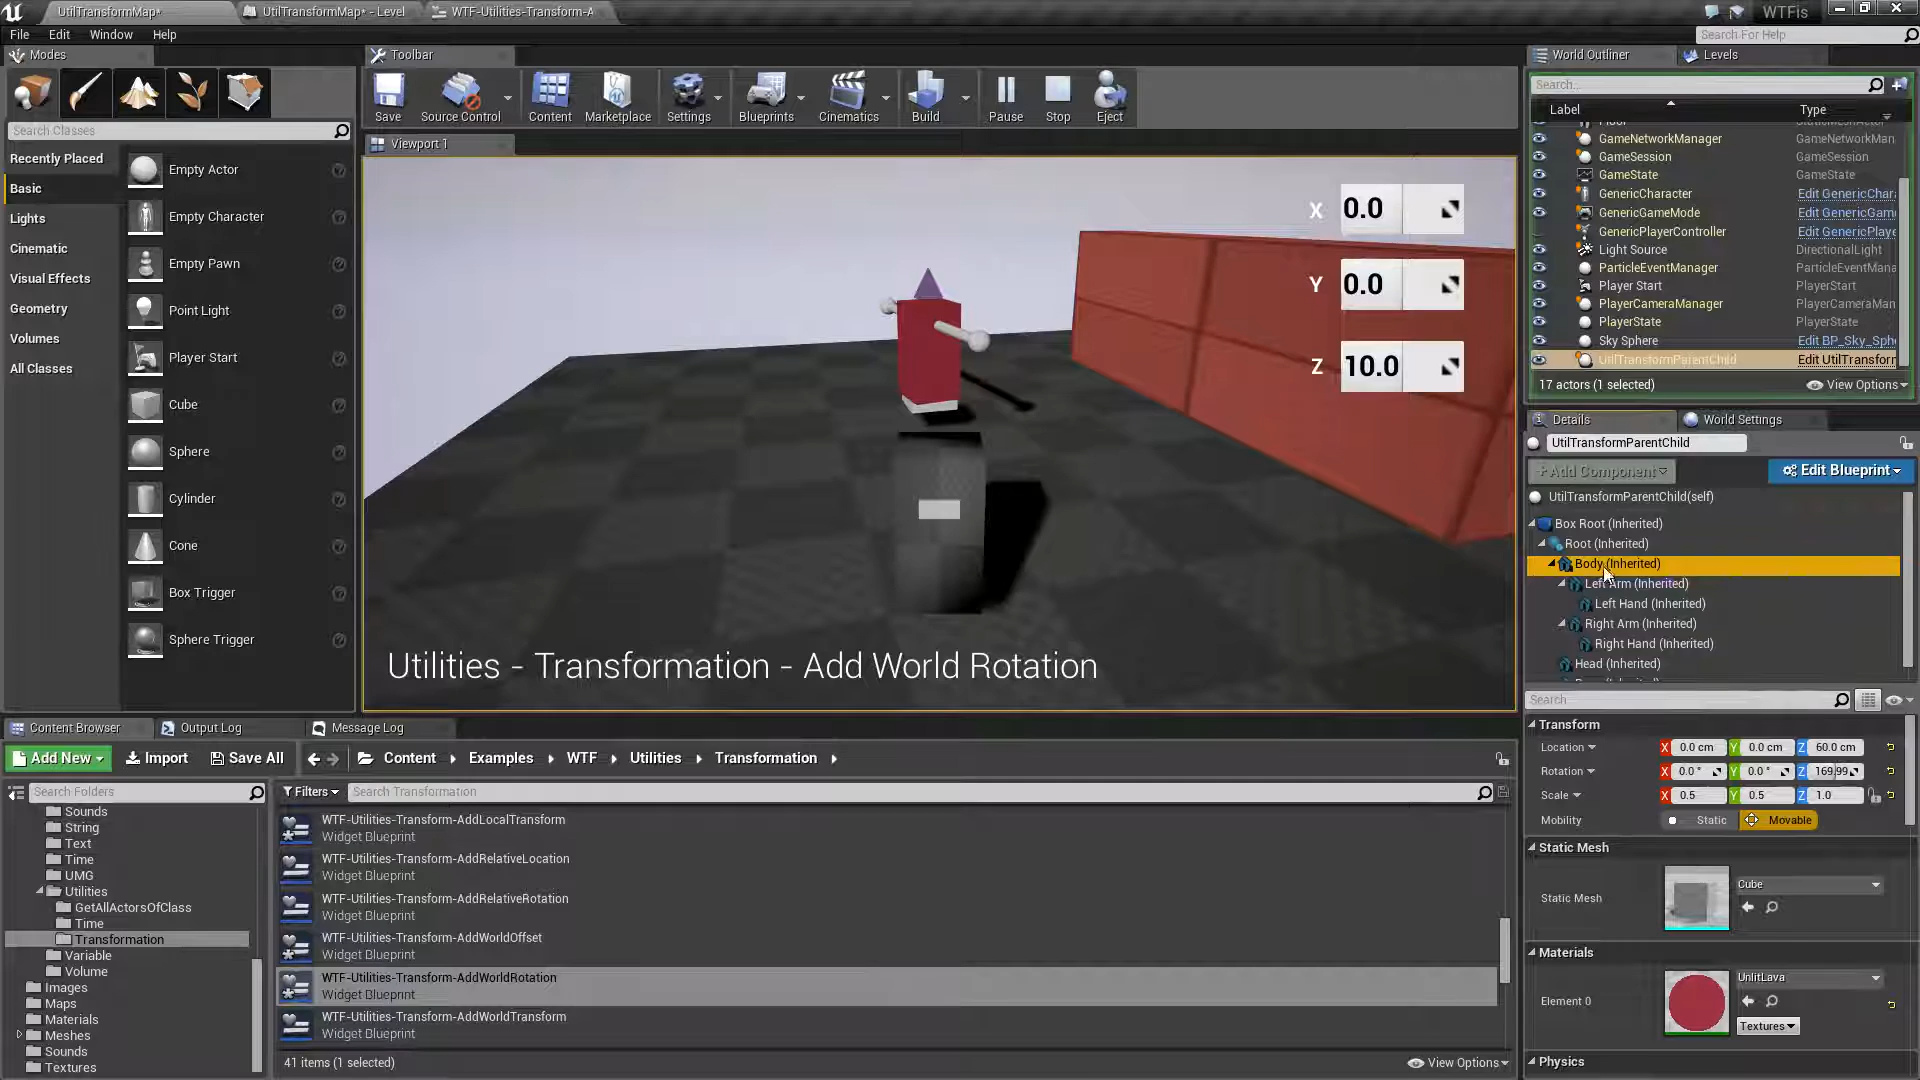 UtilTransformMap*
UtilTransformMap* - Level
WTF-Utilities-Transform-A
WTFis
File
Edit
Window
Help
Search For Help
Modes
Search Classes
Recently Placed
Basic
Lights
Cinematic
Visual Effects
Geometry
Volumes
All Classes
Empty Actor
Empty Character
Empty Pawn
Point Light
Player Start
Cube
Sphere
Cylinder
Cone
Box Trigger
Sphere Trigger
Toolbar
Save
Source Control
Content
Marketplace
Settings
Blueprints
Cinematics
Build
Pause
Stop
Eject
Viewport 1
X 0.0
Y 0.0
Z 10.0
Utilities - Transformation - Add World Rotation
World Outliner
Levels
Search...
Label
Type
GameNetworkManager GameNetworkMan
GameSession GameSession
GameState GameState
GenericCharacter Edit GenericChar
GenericGameMode Edit GenericGam
GenericPlayerController Edit GenericPlaye
Light Source DirectionalLight
ParticleEventManager ParticleEventMana
Player Start PlayerStart
PlayerCameraManager PlayerCameraMan
PlayerState PlayerState
Sky Sphere Edit BP_Sky_Sph
UtilTransformParentChild Edit UtilTransforr
17 actors (1 selected)
View Options
Details
World Settings
UtilTransformParentChild
+ Add Component
Edit Blueprint
UtilTransformParentChild(self)
Box Root (Inherited)
Root (Inherited)
Body (Inherited)
Left Arm (Inherited)
Left Hand (Inherited)
Right Arm (Inherited)
Right Hand (Inherited)
Head (Inherited)
Search
Transform
Location X 0.0 cm Y 0.0 cm Z 60.0 cm
Rotation X 0.0 ° Y 0.0 ° Z 169.99
Scale X 0.5 Y 0.5 Z 1.0
Mobility Static Movable
Static Mesh
Static Mesh
Cube
Materials
Element 0
UnlitLava
Textures
Physics
Content Browser
Output Log
Message Log
Add New
Import
Save All
Content
Examples
WTF
Utilities
Transformation
Search Folders
Filters
Search Transformation
Sounds
String
Text
Time
UMG
Utilities
GetAllActorsOfClass
Time
Transformation
Variable
Volume
Images
Maps
Materials
Meshes
Sounds
Textures
WTF-Utilities-Transform-AddLocalTransform
Widget Blueprint
WTF-Utilities-Transform-AddRelativeLocation
Widget Blueprint
WTF-Utilities-Transform-AddRelativeRotation
Widget Blueprint
WTF-Utilities-Transform-AddWorldOffset
Widget Blueprint
WTF-Utilities-Transform-AddWorldRotation
Widget Blueprint
WTF-Utilities-Transform-AddWorldTransform
Widget Blueprint
41 items (1 selected)
View Options